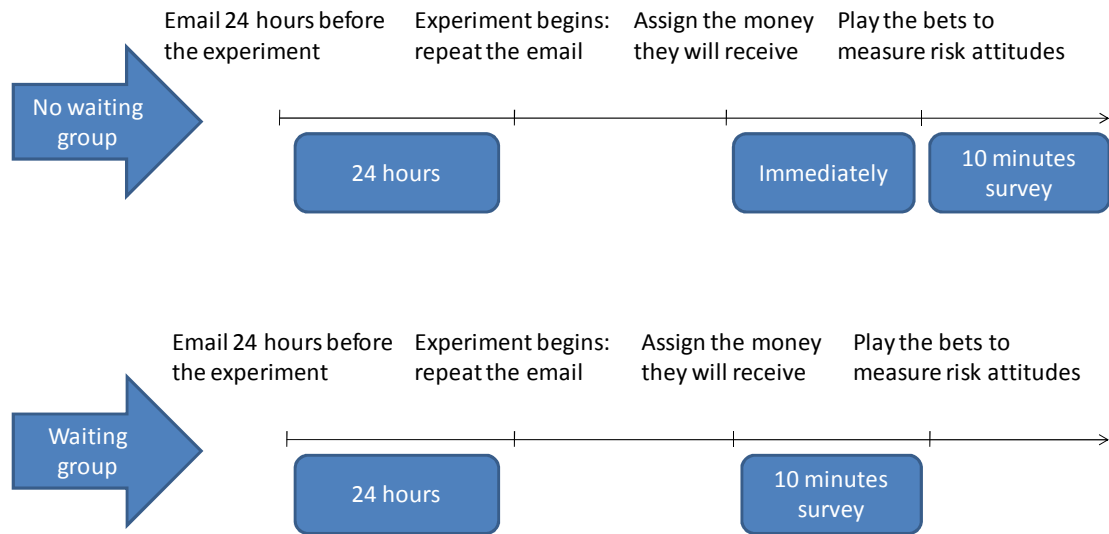 Email 24 hours before
the experiment
Experiment begins:
repeat the email
Assign the money
they will receive
Play the bets to
measure risk attitudes
No waiting
group
24 hours
Immediately
10 minutes
survey
Email 24 hours before
the experiment
Experiment begins:
repeat the email
Assign the money
they will receive
Play the bets to
measure risk attitudes
Waiting
group
24 hours
10 minutes
survey